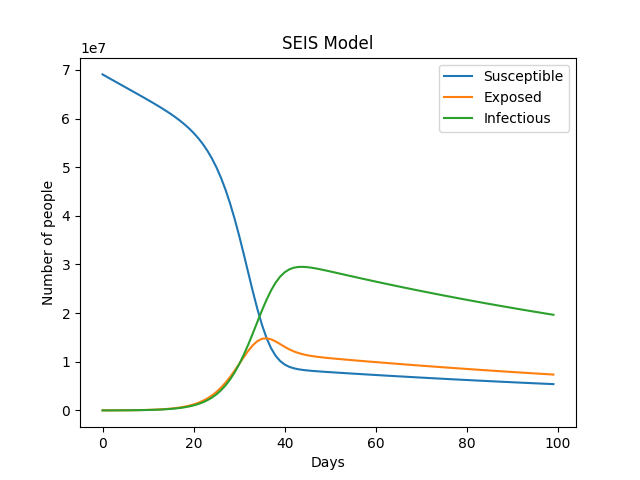 SEIS Model
1e7
7
6
5
4
3
2
1
0
Number of people
Susceptible
Exposed
Infectious
0 20 40 60 80 100
Days